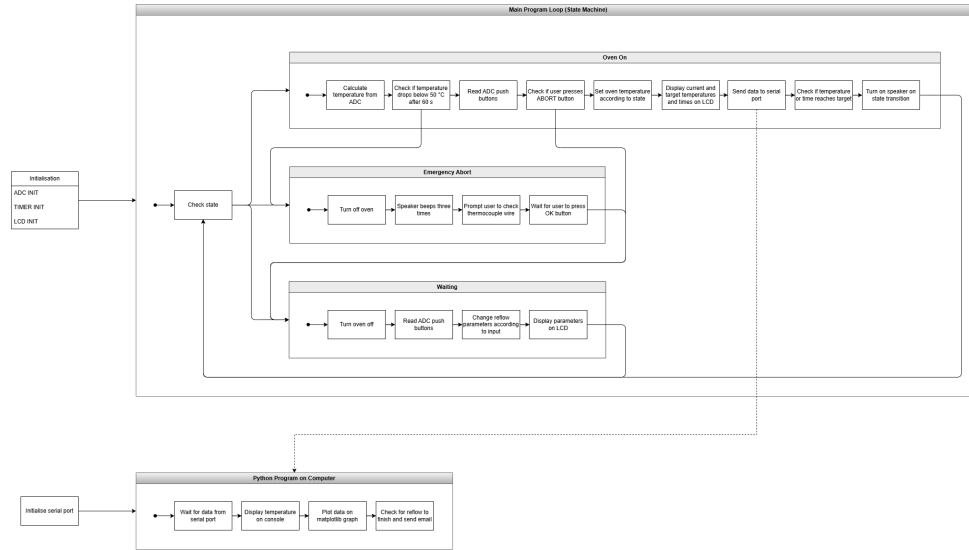 Main Program Loop (State Machine)
Oven On
Calculate
temperature from
ADC
Check if temperature
drops below 50 °C
after 60 s
Read ADC push
buttons
Check if user presses
ABORT button
Set oven temperature
according to state
Display current and
target temperatures
and times on LCD
Send data to serial
port
Check if temperature
or time reaches target
Turn on speaker on
state transition
Initialisation
ADC INIT
TIMER INIT
LCD INIT
Check state
Emergency Abort
Turn off oven
Speaker beeps three
times
Prompt user to check
thermocouple wire
Wait for user to press
OK button
Waiting
Turn oven off
Read ADC push
buttons
Change reflow
parameters according
to input
Display parameters
on LCD
Python Program on Computer
Initialise serial port
Wait for data from
serial port
Display temperature
on console
Plot data on
matplotlib graph
Check for reflow to
finish and send email